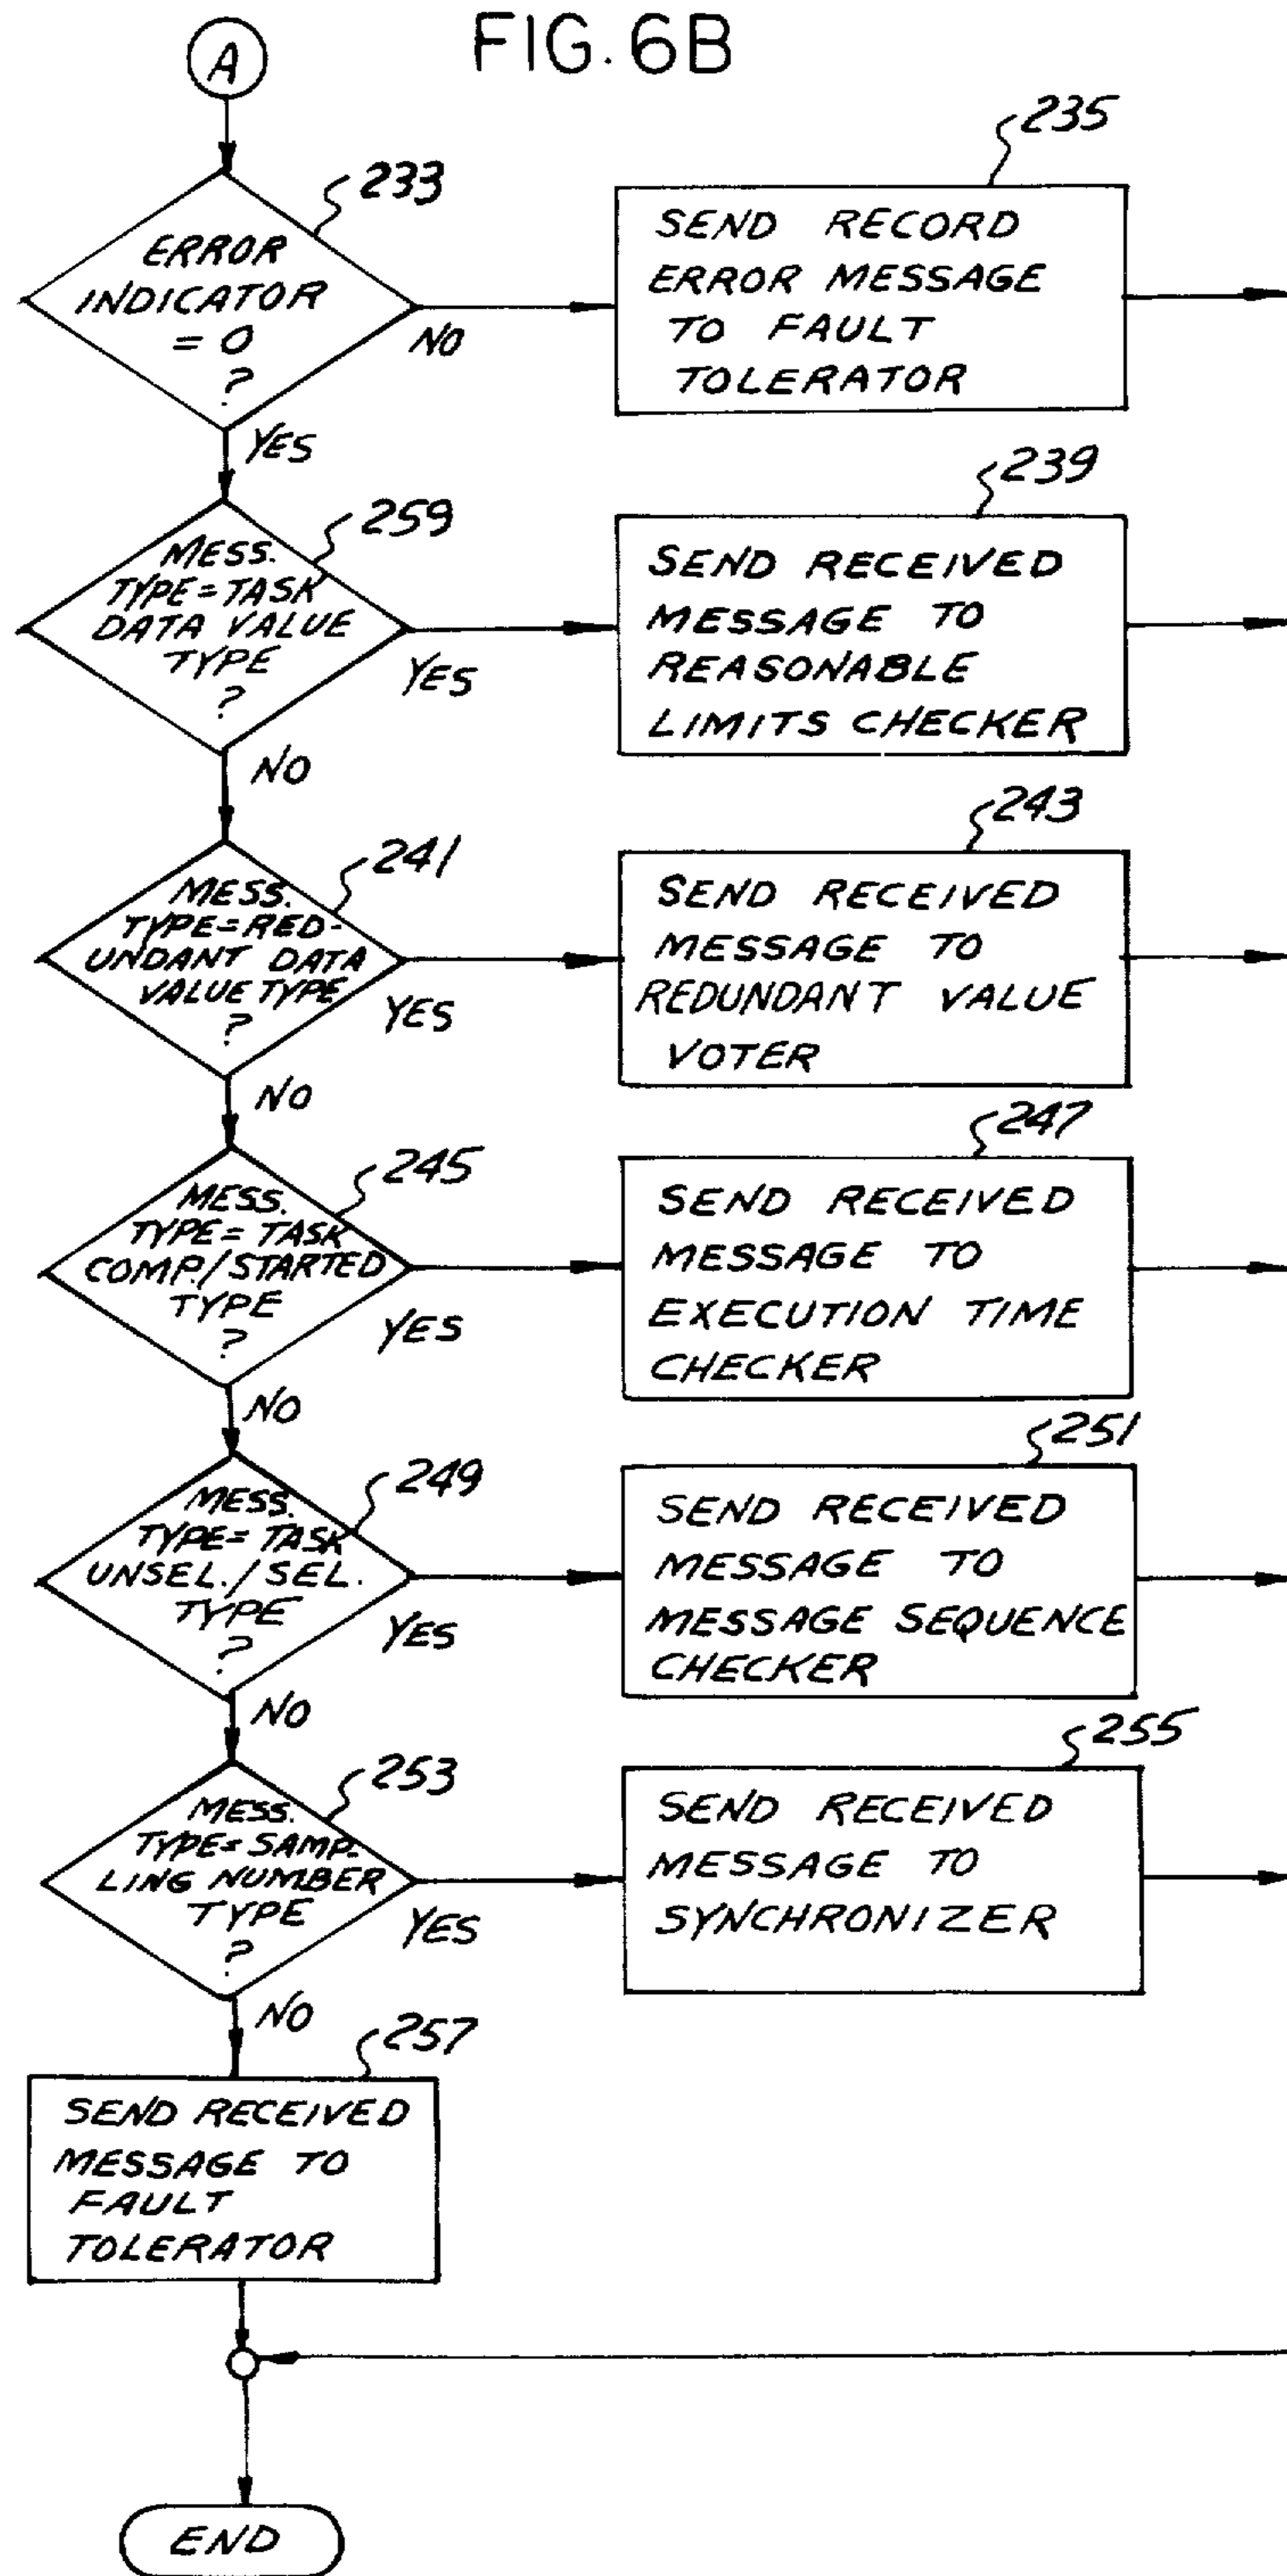 FIG. 6B
A
233
ERROR
INDICATOR
= 0
?
NO
YES
235
SEND RECORD
ERROR MESSAGE
TO FAULT
TOLERATOR
259
MESS.
TYPE=TASK
DATA VALUE
TYPE
?
YES
NO
239
SEND RECEIVED
MESSAGE TO
REASONABLE
LIMITS CHECKER
241
MESS.
TYPE=RED-
UNDANT DATA
VALUE TYPE
?
YES
NO
243
SEND RECEIVED
MESSAGE TO
REDUNDANT VALUE
VOTER
245
MESS.
TYPE=TASK
COMP./STARTED
TYPE
?
YES
NO
247
SEND RECEIVED
MESSAGE TO
EXECUTION TIME
CHECKER
249
MESS.
TYPE=TASK
UNSEL./SEL.
TYPE
?
YES
NO
251
SEND RECEIVED
MESSAGE TO
MESSAGE SEQUENCE
CHECKER
253
MESS.
TYPE=SAMP-
LING NUMBER
TYPE
?
YES
NO
255
SEND RECEIVED
MESSAGE TO
SYNCHRONIZER
257
SEND RECEIVED
MESSAGE TO
FAULT
TOLERATOR
END